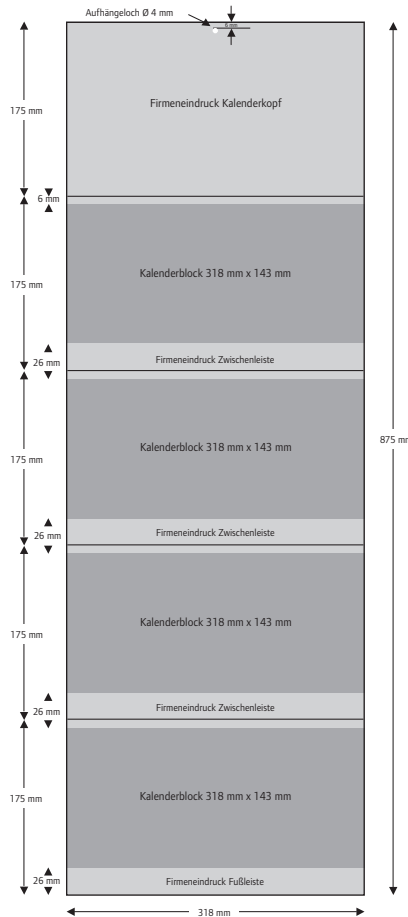 Aufhängeloch Ø 4 mm
6 mm
Firmeneindruck Kalenderkopf
175 mm
6 mm
Kalenderblock 318 mm x 143 mm
175 mm
Firmeneindruck Zwischenleiste
26 mm
875 mm
Kalenderblock 318 mm x 143 mm
175 mm
Firmeneindruck Zwischenleiste
26 mm
Kalenderblock 318 mm x 143 mm
175 mm
Firmeneindruck Zwischenleiste
26 mm
Kalenderblock 318 mm x 143 mm
175 mm
Firmeneindruck Fußleiste
26 mm
318 mm